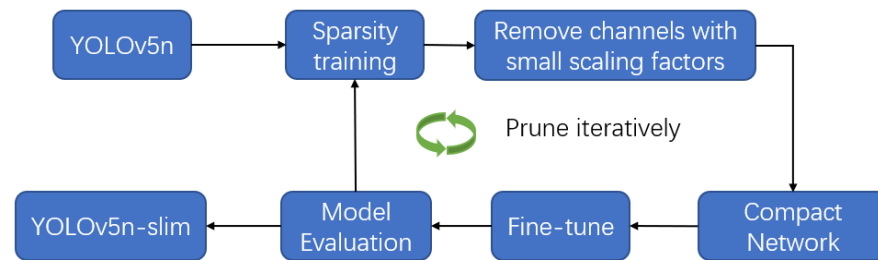 YOLOv5n
Sparsity
training
Remove channels with
small scaling factors
Prune iteratively
YOLOv5n-slim
Model
Evaluation
Fine-tune
Compact
Network